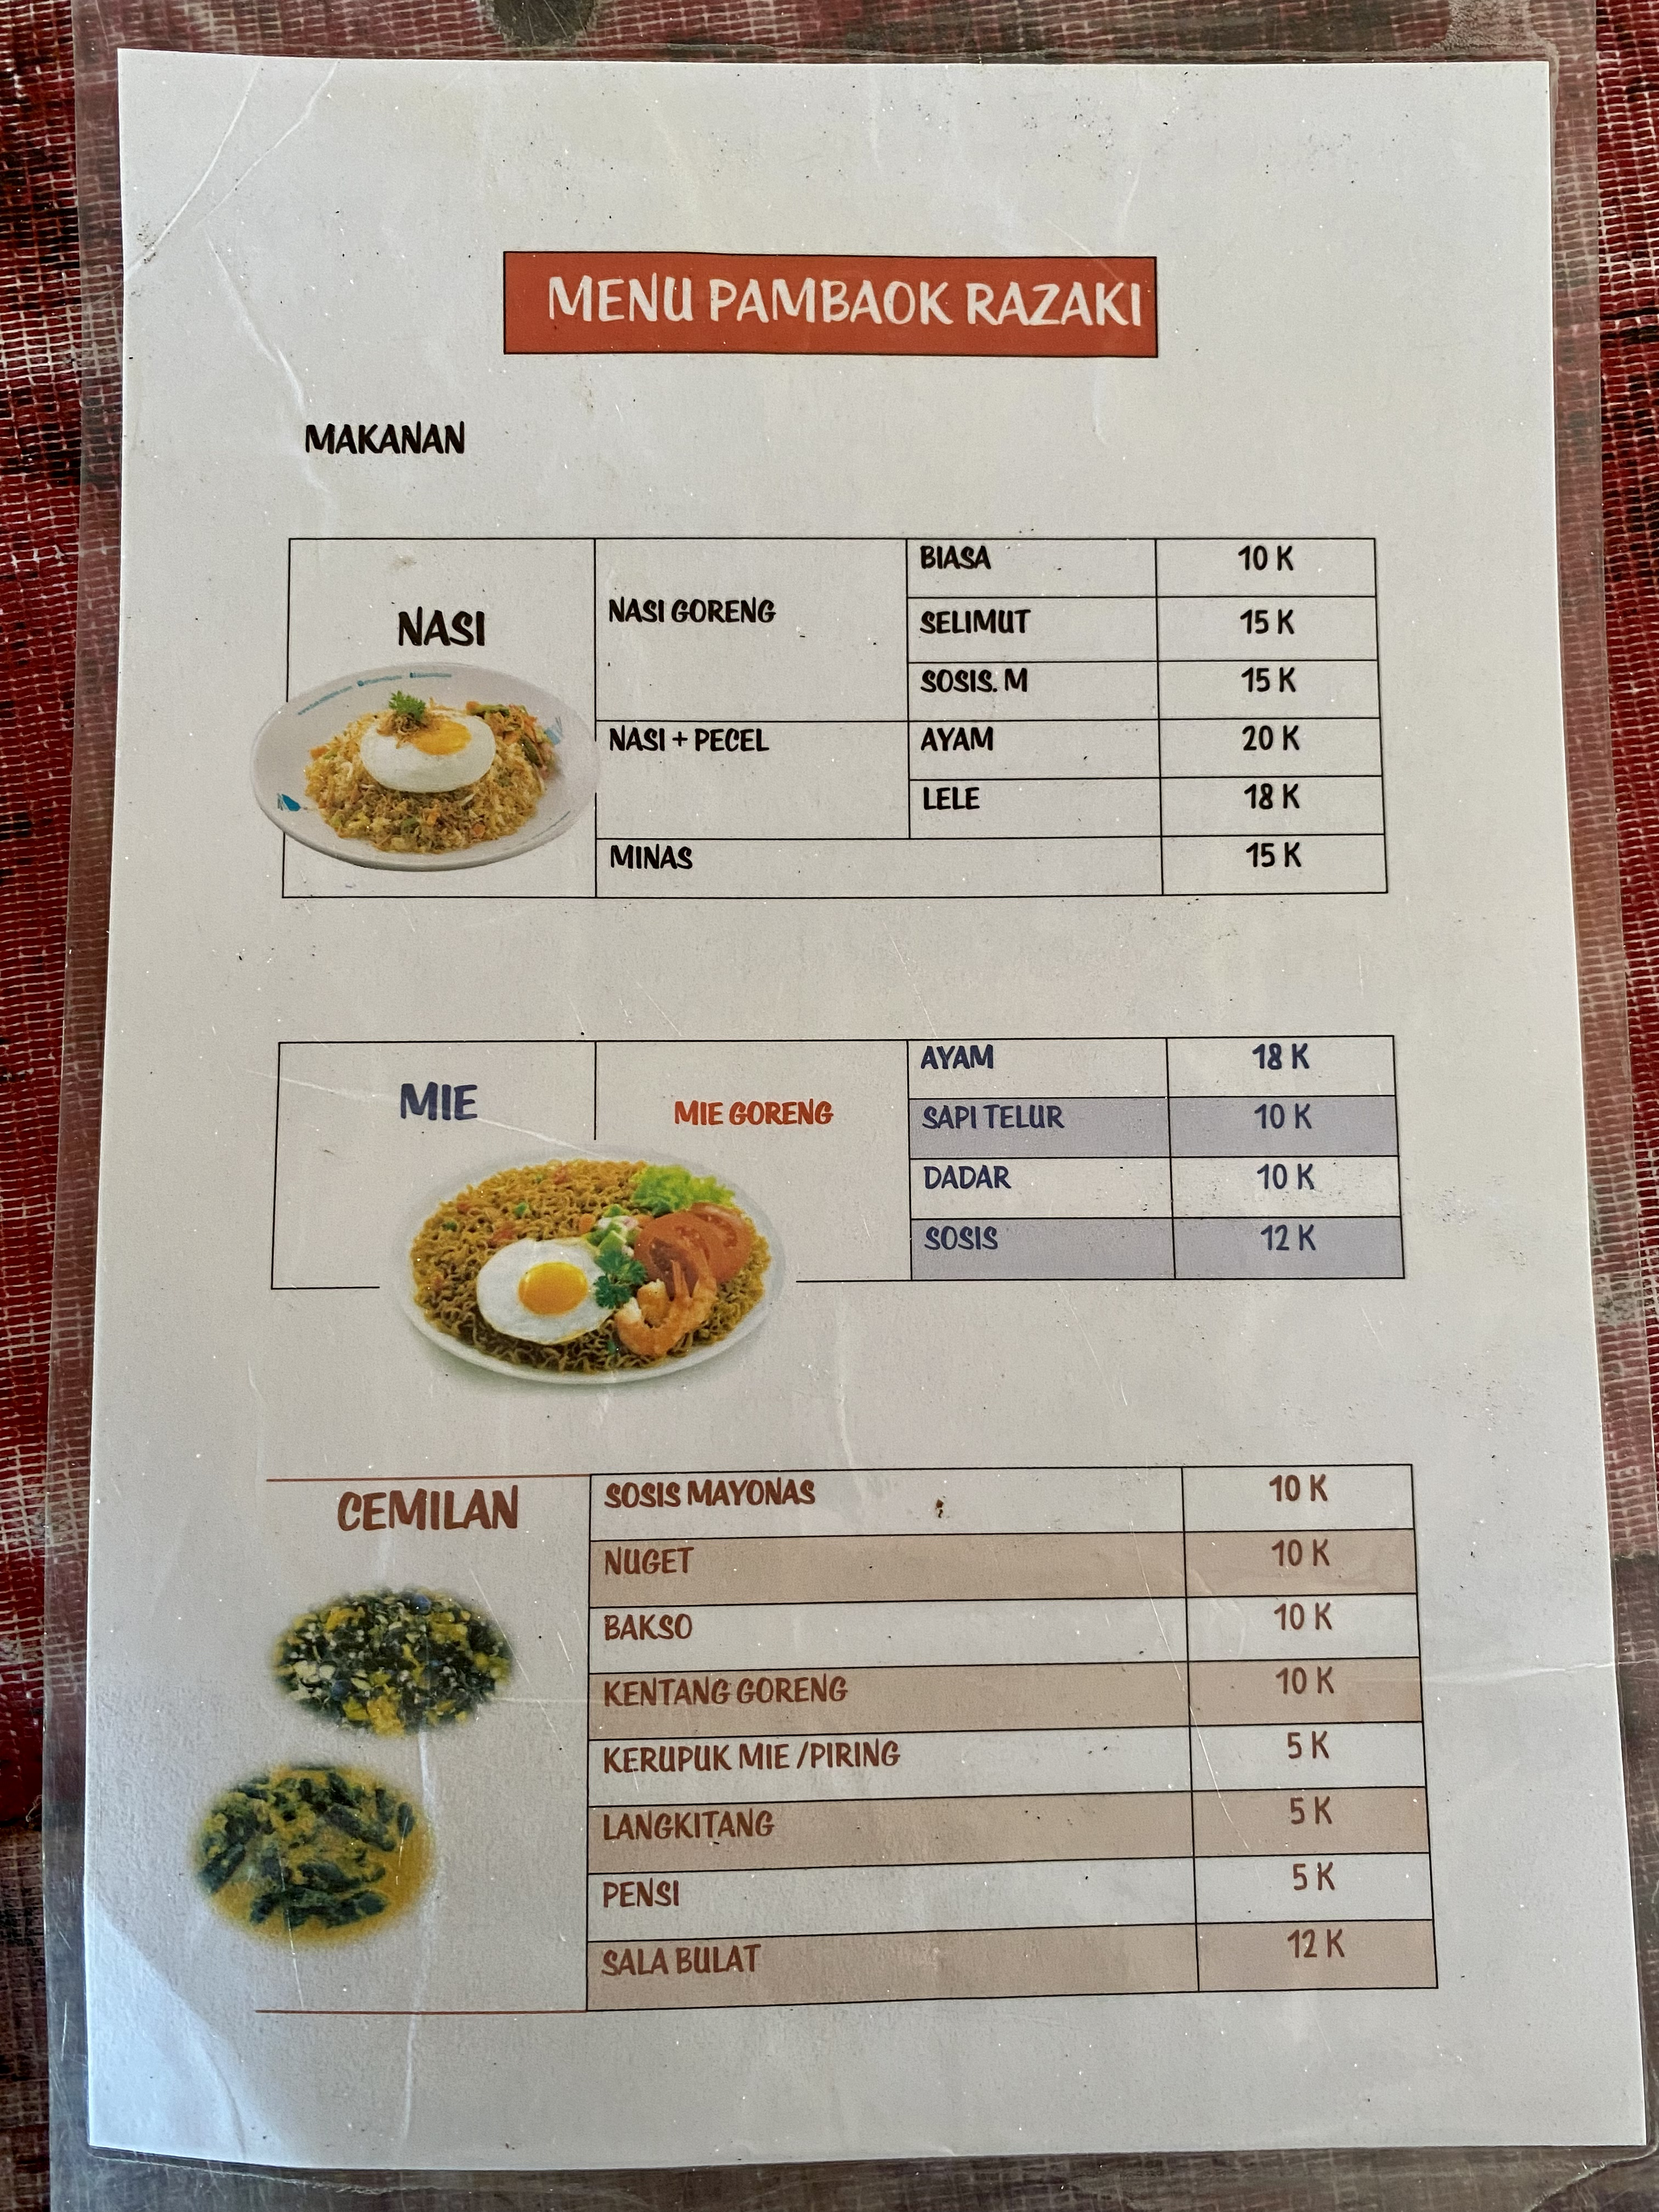 MENU PAMBAOK RAZAKI
MAKANAN
NASI
NASI GORENG
BIASA 10 K
SELIMUT 15 K
SOSIS. M 15 K
NASI + PECEL
AYAM 20 K
LELE 18 K
MINAS 15 K
MIE
MIE GORENG
AYAM 18 K
SAPI TELUR 10 K
DADAR 10 K
SOSIS 12 K
CEMILAN
SOSIS MAYONAS 10 K
NUGET 10 K
BAKSO 10 K
KENTANG GORENG 10 K
KERUPUK MIE /PIRING 5 K
LANGKITANG 5 K
PENSI 5 K
SALA BULAT 12 K